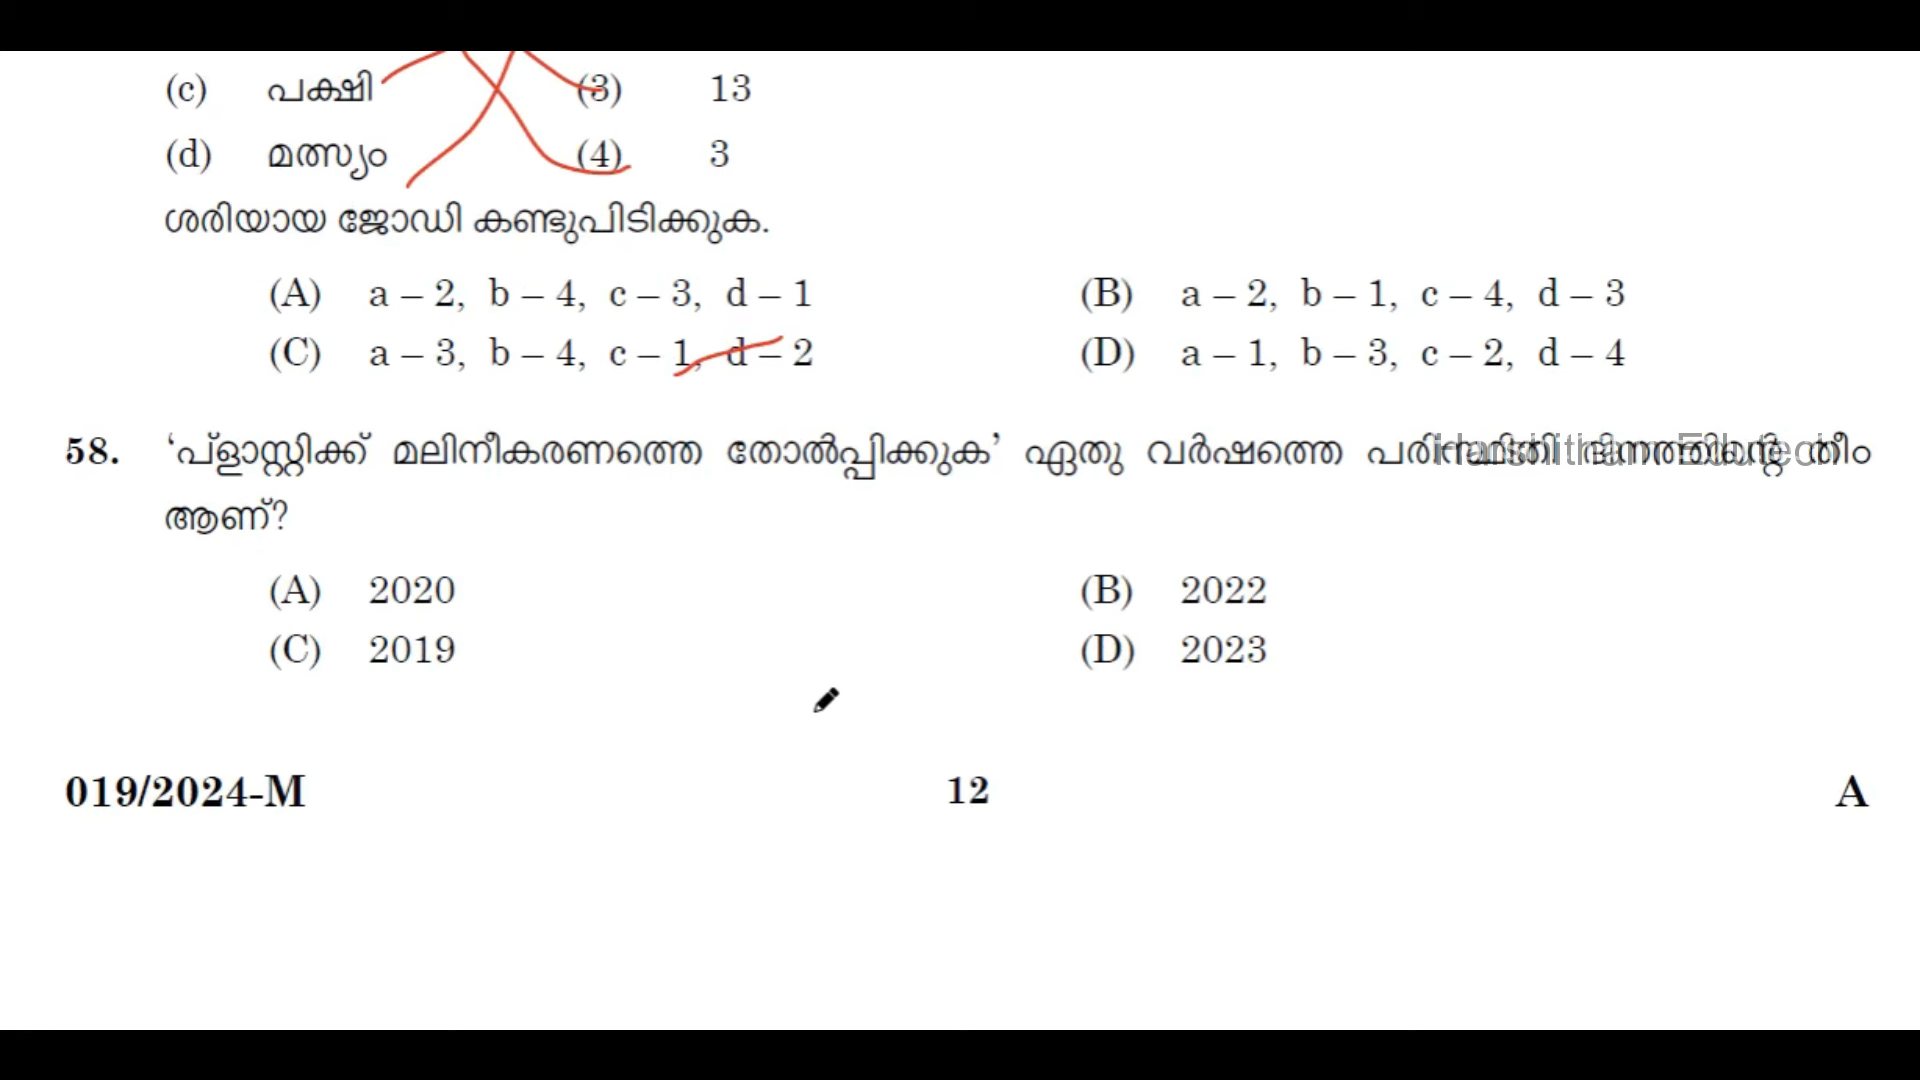 (c) പക്ഷി (3) 13
(d) മത്സ്യം (4) 3
ശരിയായ ജോഡി കണ്ടുപിടിക്കുക.
(A) a – 2, b – 4, c – 3, d – 1 (B) a – 2, b – 1, c – 4, d – 3
(C) a – 3, b – 4, c – 1, d – 2 (D) a – 1, b – 3, c – 2, d – 4
58. ‘പ്ളാസ്റ്റിക്ക് മലിനീകരണത്തെ തോൽപ്പിക്കുക’ ഏതു വർഷത്തെ പരിസ്ഥിതി ദിനത്തിന്റെ തീം
Harshitham Edutech
ആണ്?
(A) 2020 (B) 2022
(C) 2019 (D) 2023
019/2024-M 12 A